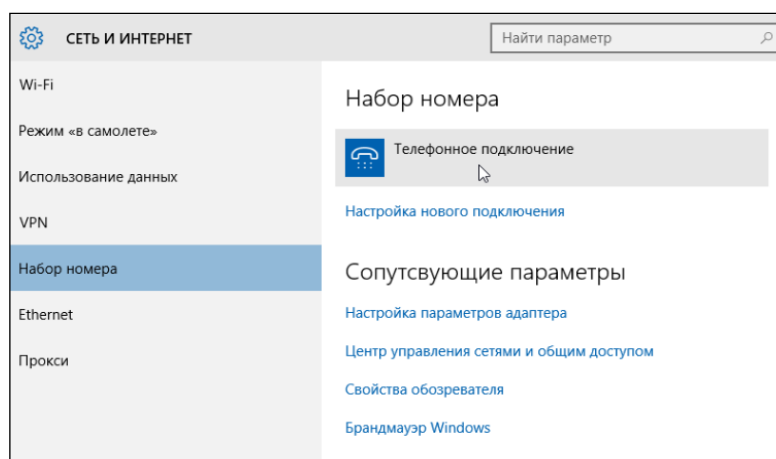 СЕТЬ И ИНТЕРНЕТ
Найти параметр
Wi-Fi
Режим «в самолете»
Использование данных
VPN
Набор номера
Ethernet
Прокси
Набор номера
Телефонное подключение
Настройка нового подключения
Сопутсвующие параметры
Настройка параметров адаптера
Центр управления сетями и общим доступом
Свойства обозревателя
Брандмауэр Windows